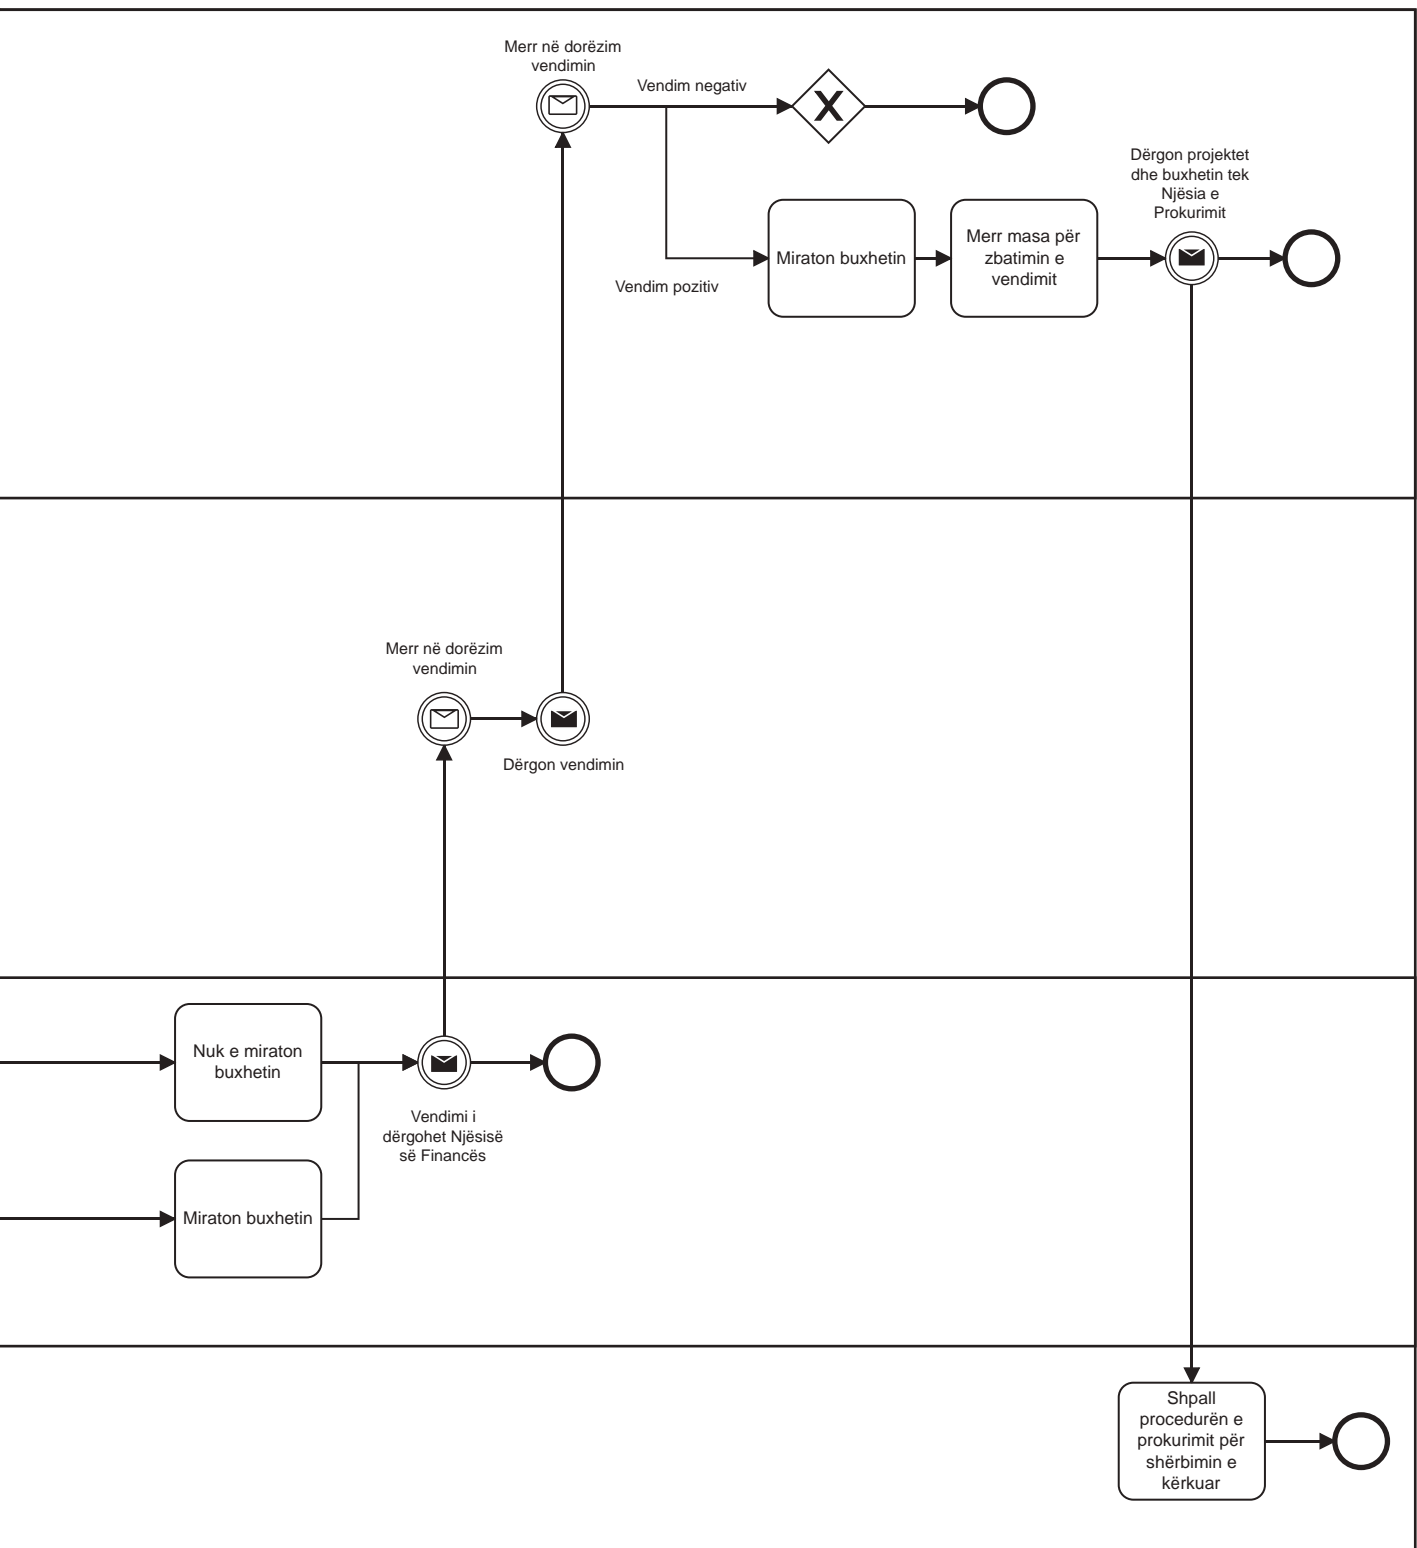 Merr në dorëzim
vendimin
Vendim negativ
X
Dërgon projektet
dhe buxhetin tek
Njësia e
Prokurimit
Miraton buxhetin
Merr masa për
zbatimin e
vendimit
Vendim pozitiv
Merr në dorëzim
vendimin
Dërgon vendimin
Nuk e miraton
buxhetin
Vendimi i
dërgohet Njësisë
së Financës
Miraton buxhetin
Shpall
procedurën e
prokurimit për
shërbimin e
kërkuar